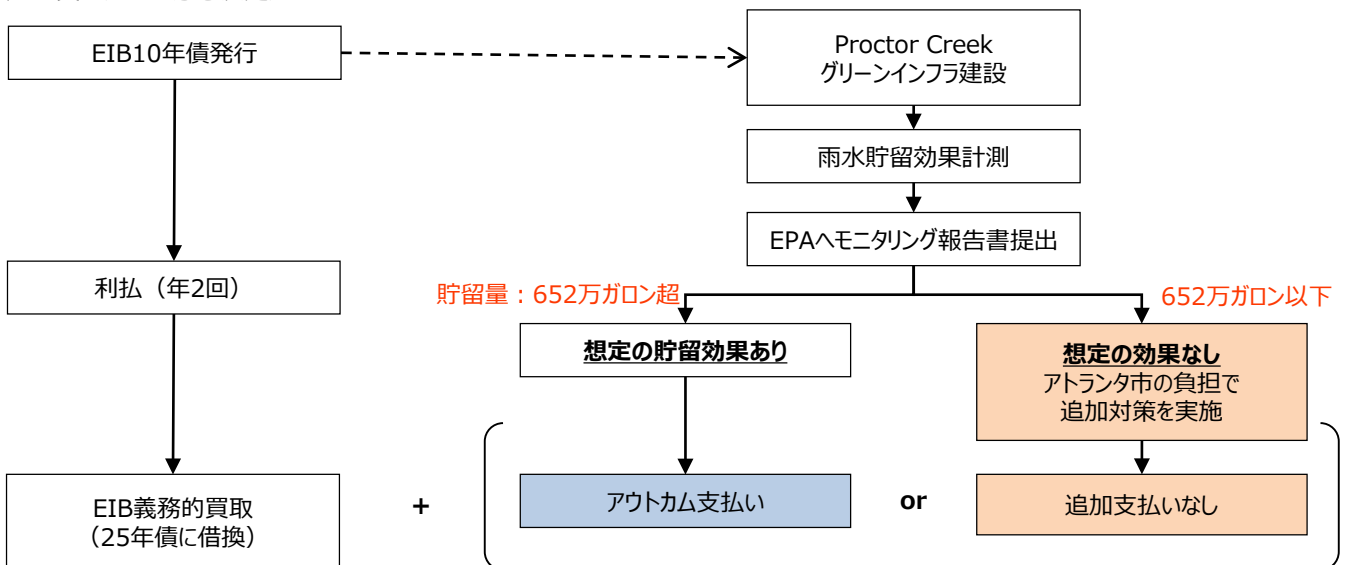 EIB10年債発行
Proctor Creek
グリーンインフラ建設
雨水貯留効果計測
EPAへモニタリング報告書提出
利払（年2回）
貯留量：652万ガロン超
652万ガロン以下
想定の貯留効果あり
想定の効果なし
アトランタ市の負担で
追加対策を実施
EIB義務的買取
（25年債に借換）
+
アウトカム支払い
or
追加支払いなし